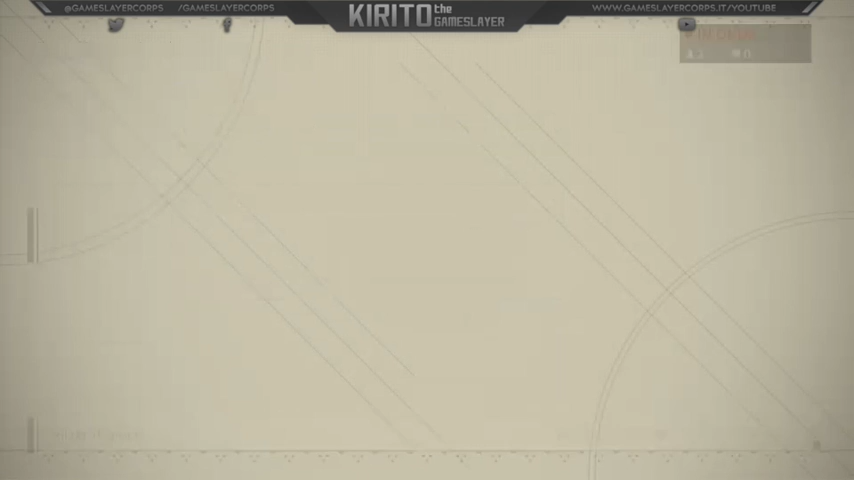 @GAMESLAYERCORPS /GAMESLAYERCORPS
KIRITO the GAMESLAYER
WWW.GAMESLAYERCORPS.IT/YOUTUBE